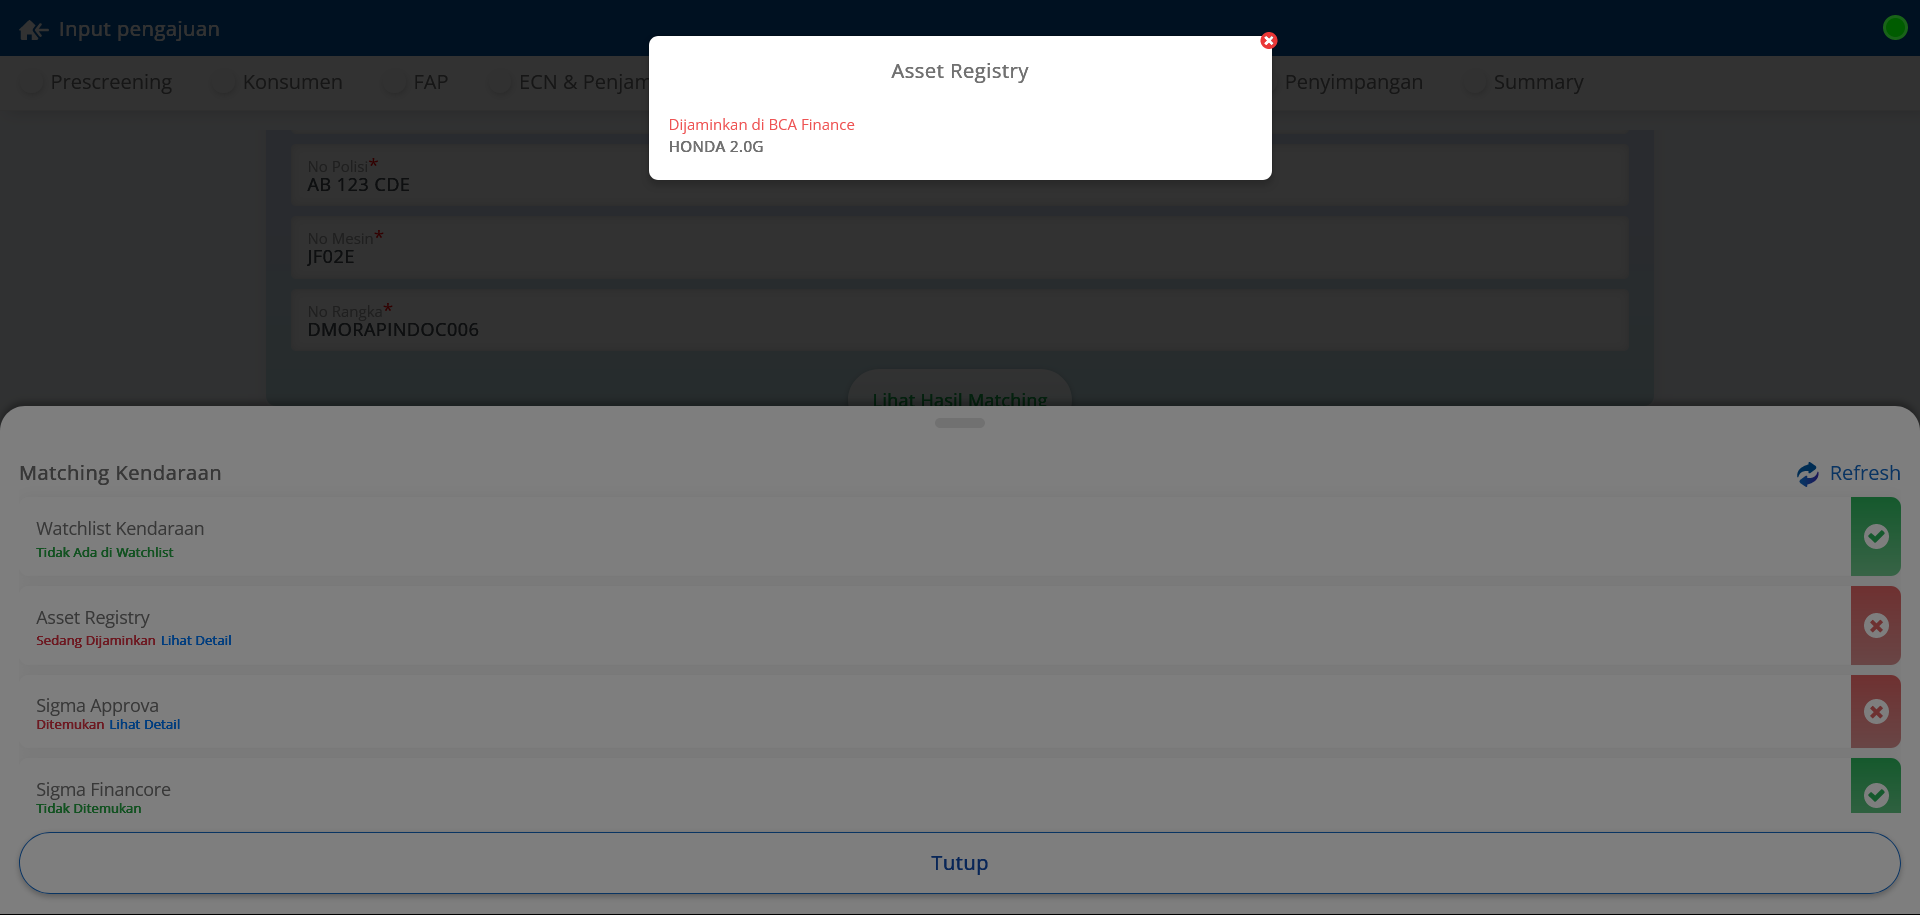 Input pengajuan
Prescreening
Konsumen
FAP
ECN & Penjam
Penyimpangan
Summary
Asset Registry
Dijaminkan di BCA Finance
HONDA 2.0G
No Polisi*
AB 123 CDE
No Mesin*
JF02E
No Rangka*
DMORAPINDOC006
Lihat Hasil Matching
Matching Kendaraan
Refresh
Watchlist Kendaraan
Tidak Ada di Watchlist
Asset Registry
Sedang Dijaminkan Lihat Detail
Sigma Approva
Ditemukan Lihat Detail
Sigma Financore
Tidak Ditemukan
Tutup